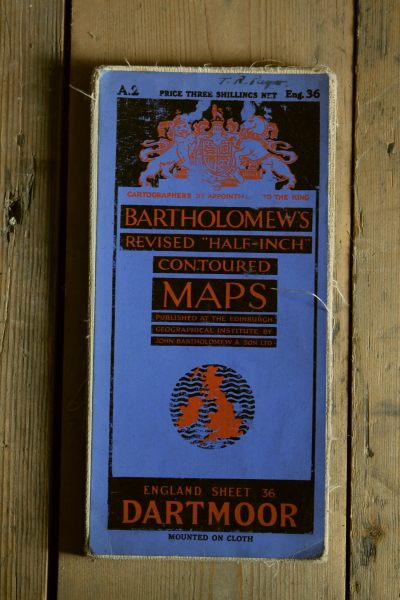 A.2 PRICE THREE SHILLINGS NET Eng. 36
CARTOGRAPHERS BY APPOINTMENT TO THE KING
BARTHOLOMEW'S
REVISED "HALF-INCH"
CONTOURED
MAPS
PUBLISHED AT THE EDINBURGH
GEOGRAPHICAL INSTITUTE BY
JOHN BARTHOLOMEW & SON LTD
ENGLAND SHEET 36
DARTMOOR
MOUNTED ON CLOTH